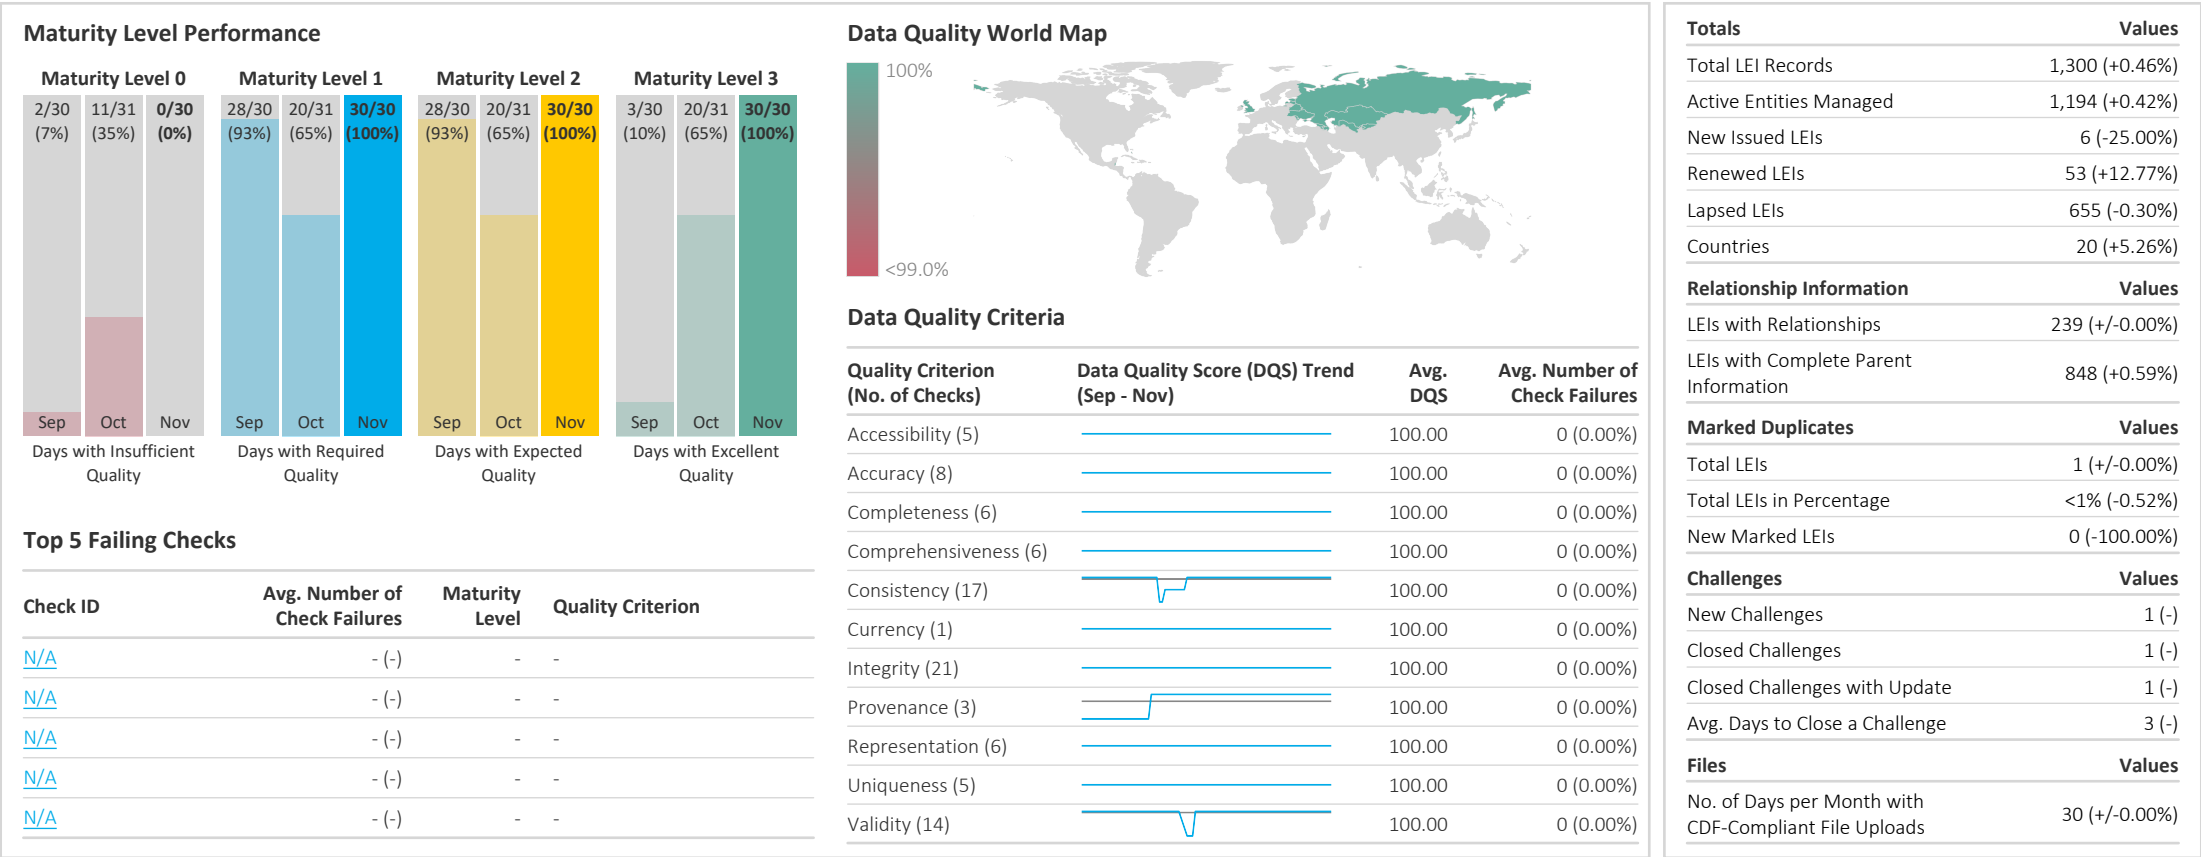 Maturity Level Performance
Maturity Level 0
Maturity Level 1
Maturity Level 2
Maturity Level 3
2/30 11/31 0/30
(7%) (35%) (0%)
Sep Oct Nov
Days with Insufficient
Quality
28/30 20/31 30/30
(93%) (65%) (100%)
Sep Oct Nov
Days with Required
Quality
28/30 20/31 30/30
(93%) (65%) (100%)
Sep Oct Nov
Days with Expected
Quality
3/30 20/31 30/30
(10%) (65%) (100%)
Sep Oct Nov
Days with Excellent
Quality
Top 5 Failing Checks
Check ID
Avg. Number of
Check Failures
Maturity
Level
Quality Criterion
N/A - (-) - -
N/A - (-) - -
N/A - (-) - -
N/A - (-) - -
N/A - (-) - -
Data Quality World Map
100%
<99.0%
Data Quality Criteria
Quality Criterion
(No. of Checks)
Data Quality Score (DQS) Trend
(Sep - Nov)
Avg.
DQS
Avg. Number of
Check Failures
Accessibility (5) 100.00 0 (0.00%)
Accuracy (8) 100.00 0 (0.00%)
Completeness (6) 100.00 0 (0.00%)
Comprehensiveness (6) 100.00 0 (0.00%)
Consistency (17) 100.00 0 (0.00%)
Currency (1) 100.00 0 (0.00%)
Integrity (21) 100.00 0 (0.00%)
Provenance (3) 100.00 0 (0.00%)
Representation (6) 100.00 0 (0.00%)
Uniqueness (5) 100.00 0 (0.00%)
Validity (14) 100.00 0 (0.00%)
Totals Values
Total LEI Records 1,300 (+0.46%)
Active Entities Managed 1,194 (+0.42%)
New Issued LEIs 6 (-25.00%)
Renewed LEIs 53 (+12.77%)
Lapsed LEIs 655 (-0.30%)
Countries 20 (+5.26%)
Relationship Information Values
LEIs with Relationships 239 (+/-0.00%)
LEIs with Complete Parent
Information 848 (+0.59%)
Marked Duplicates Values
Total LEIs 1 (+/-0.00%)
Total LEIs in Percentage <1% (-0.52%)
New Marked LEIs 0 (-100.00%)
Challenges Values
New Challenges 1 (-)
Closed Challenges 1 (-)
Closed Challenges with Update 1 (-)
Avg. Days to Close a Challenge 3 (-)
Files Values
No. of Days per Month with
CDF-Compliant File Uploads 30 (+/-0.00%)